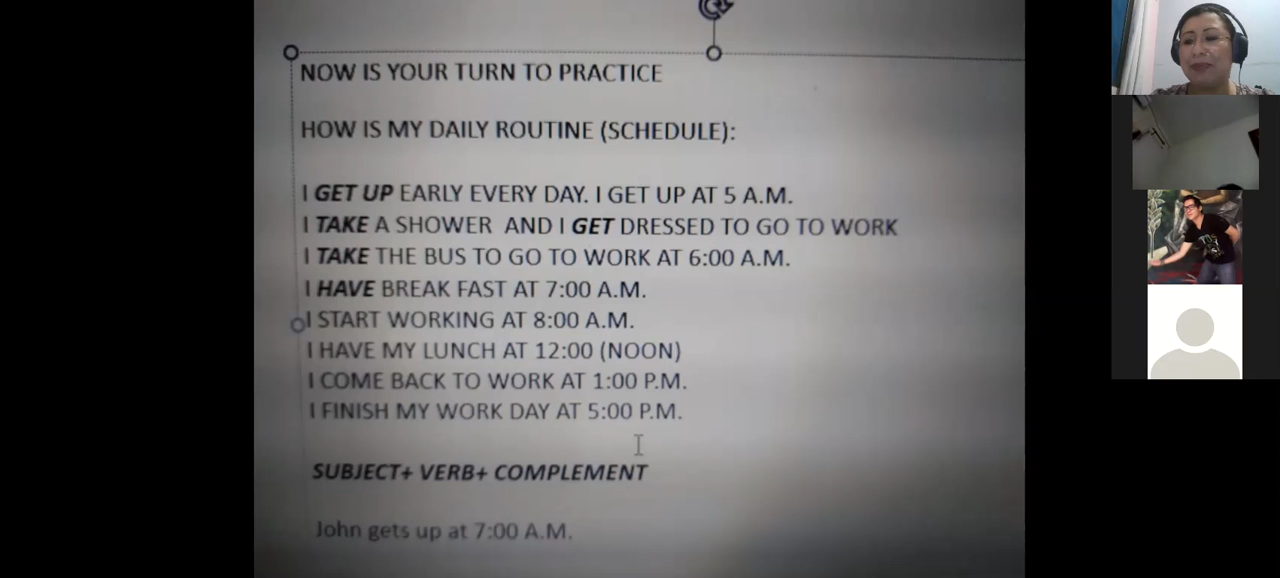 NOW IS YOUR TURN TO PRACTICE
HOW IS MY DAILY ROUTINE (SCHEDULE):
I GET UP EARLY EVERY DAY. I GET UP AT 5 A.M.
I TAKE A SHOWER AND I GET DRESSED TO GO TO WORK
I TAKE THE BUS TO GO TO WORK AT 6:00 A.M.
I HAVE BREAK FAST AT 7:00 A.M.
I START WORKING AT 8:00 A.M.
I HAVE MY LUNCH AT 12:00 (NOON)
I COME BACK TO WORK AT 1:00 P.M.
I FINISH MY WORK DAY AT 5:00 P.M.
SUBJECT+ VERB+ COMPLEMENT
John gets up at 7:00 A.M.